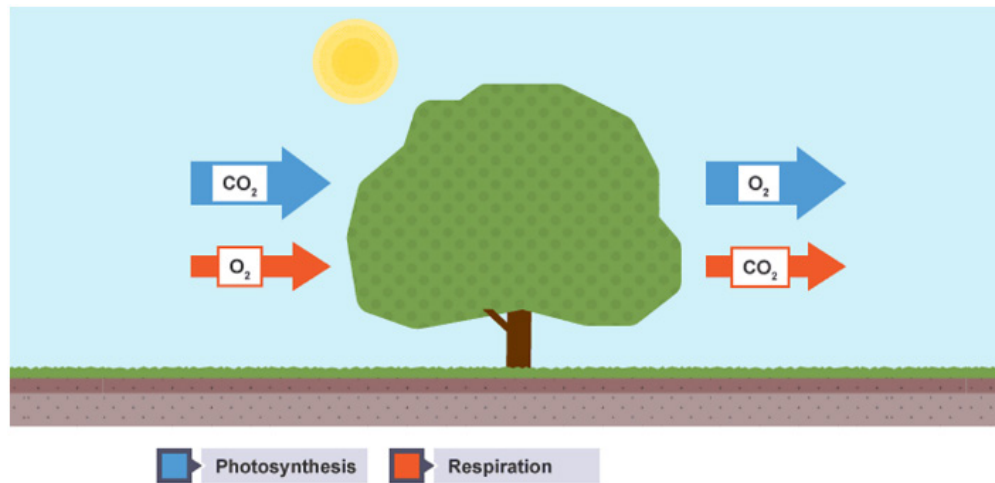 CO₂
O₂
O₂
CO₂
Photosynthesis
Respiration